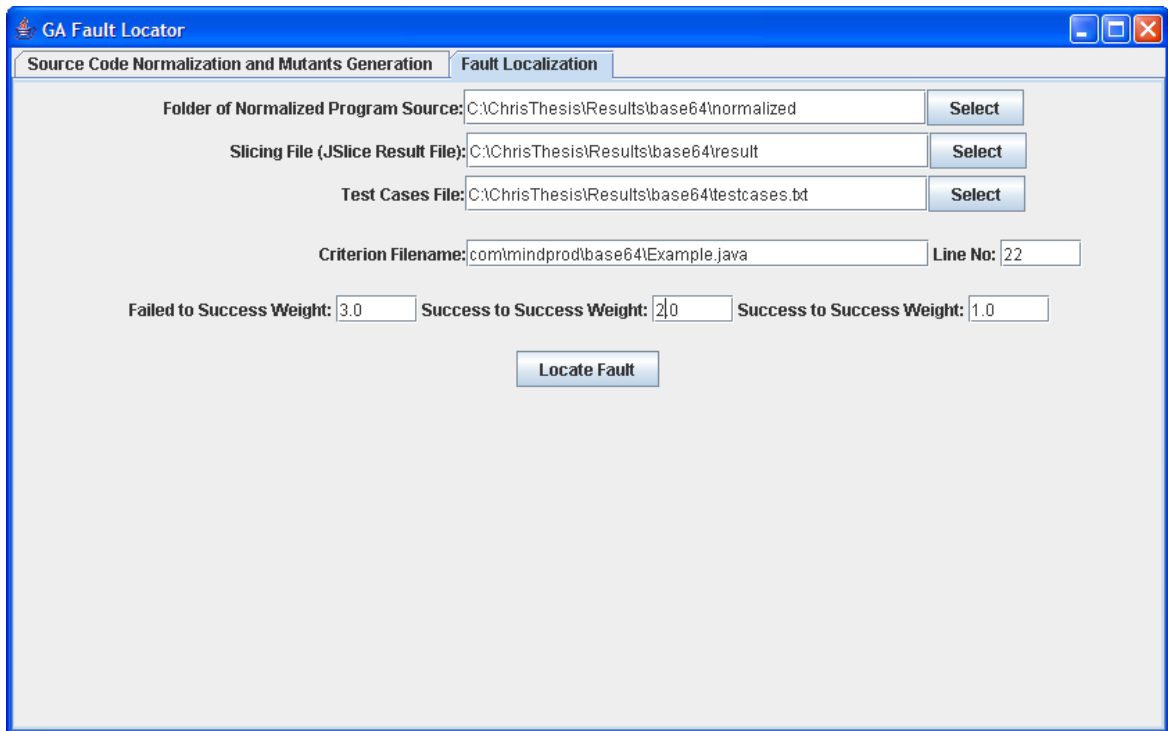 GA Fault Locator
Source Code Normalization and Mutants Generation Fault Localization
Folder of Normalized Program Source: C:\ChrisThesis\Results\base64\normalized Select
Slicing File (JSlice Result File): C:\ChrisThesis\Results\base64\result Select
Test Cases File: C:\ChrisThesis\Results\base64\testcases.txt Select
Criterion Filename: com\mindprod\base64\Example.java Line No: 22
Failed to Success Weight: 3.0 Success to Success Weight: 2.0 Success to Success Weight: 1.0
Locate Fault